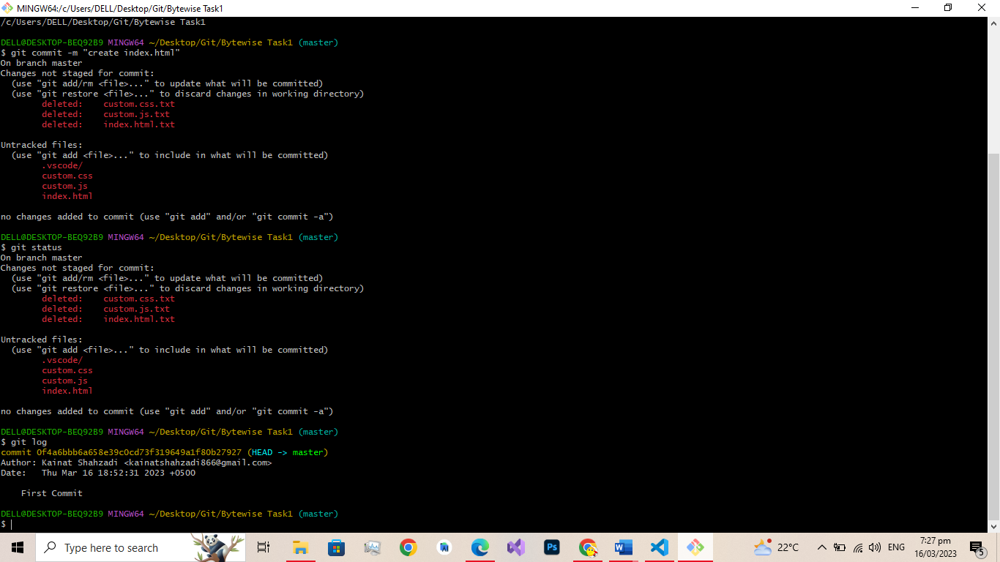 MINGW64:/c/Users/DELL/Desktop/Git/Bytewise Task1
/c/Users/DELL/Desktop/Git/Bytewise Task1

DELL@DESKTOP-BEQ92B9 MINGW64 ~/Desktop/Git/Bytewise Task1 (master)
$ git commit -m "create index.html"
On branch master
Changes not staged for commit:
  (use "git add/rm <file>..." to update what will be committed)
  (use "git restore <file>..." to discard changes in working directory)
        deleted:    custom.css.txt
        deleted:    custom.js.txt
        deleted:    index.html.txt

Untracked files:
  (use "git add <file>..." to include in what will be committed)
        .vscode/
        custom.css
        custom.js
        index.html

no changes added to commit (use "git add" and/or "git commit -a")

DELL@DESKTOP-BEQ92B9 MINGW64 ~/Desktop/Git/Bytewise Task1 (master)
$ git status
On branch master
Changes not staged for commit:
  (use "git add/rm <file>..." to update what will be committed)
  (use "git restore <file>..." to discard changes in working directory)
        deleted:    custom.css.txt
        deleted:    custom.js.txt
        deleted:    index.html.txt

Untracked files:
  (use "git add <file>..." to include in what will be committed)
        .vscode/
        custom.css
        custom.js
        index.html

no changes added to commit (use "git add" and/or "git commit -a")

DELL@DESKTOP-BEQ92B9 MINGW64 ~/Desktop/Git/Bytewise Task1 (master)
$ git log
commit 0f4a6bbb6a658e39c0cd73f319649a1f80b27927 (HEAD -> master)
Author: Kainat Shahzadi <kainatshahzadi866@gmail.com>
Date:   Thu Mar 16 18:52:31 2023 +0500

    First Commit

DELL@DESKTOP-BEQ92B9 MINGW64 ~/Desktop/Git/Bytewise Task1 (master)
$
Type here to search
Ps
W
22°C
ENG
7:27 pm
16/03/2023
5